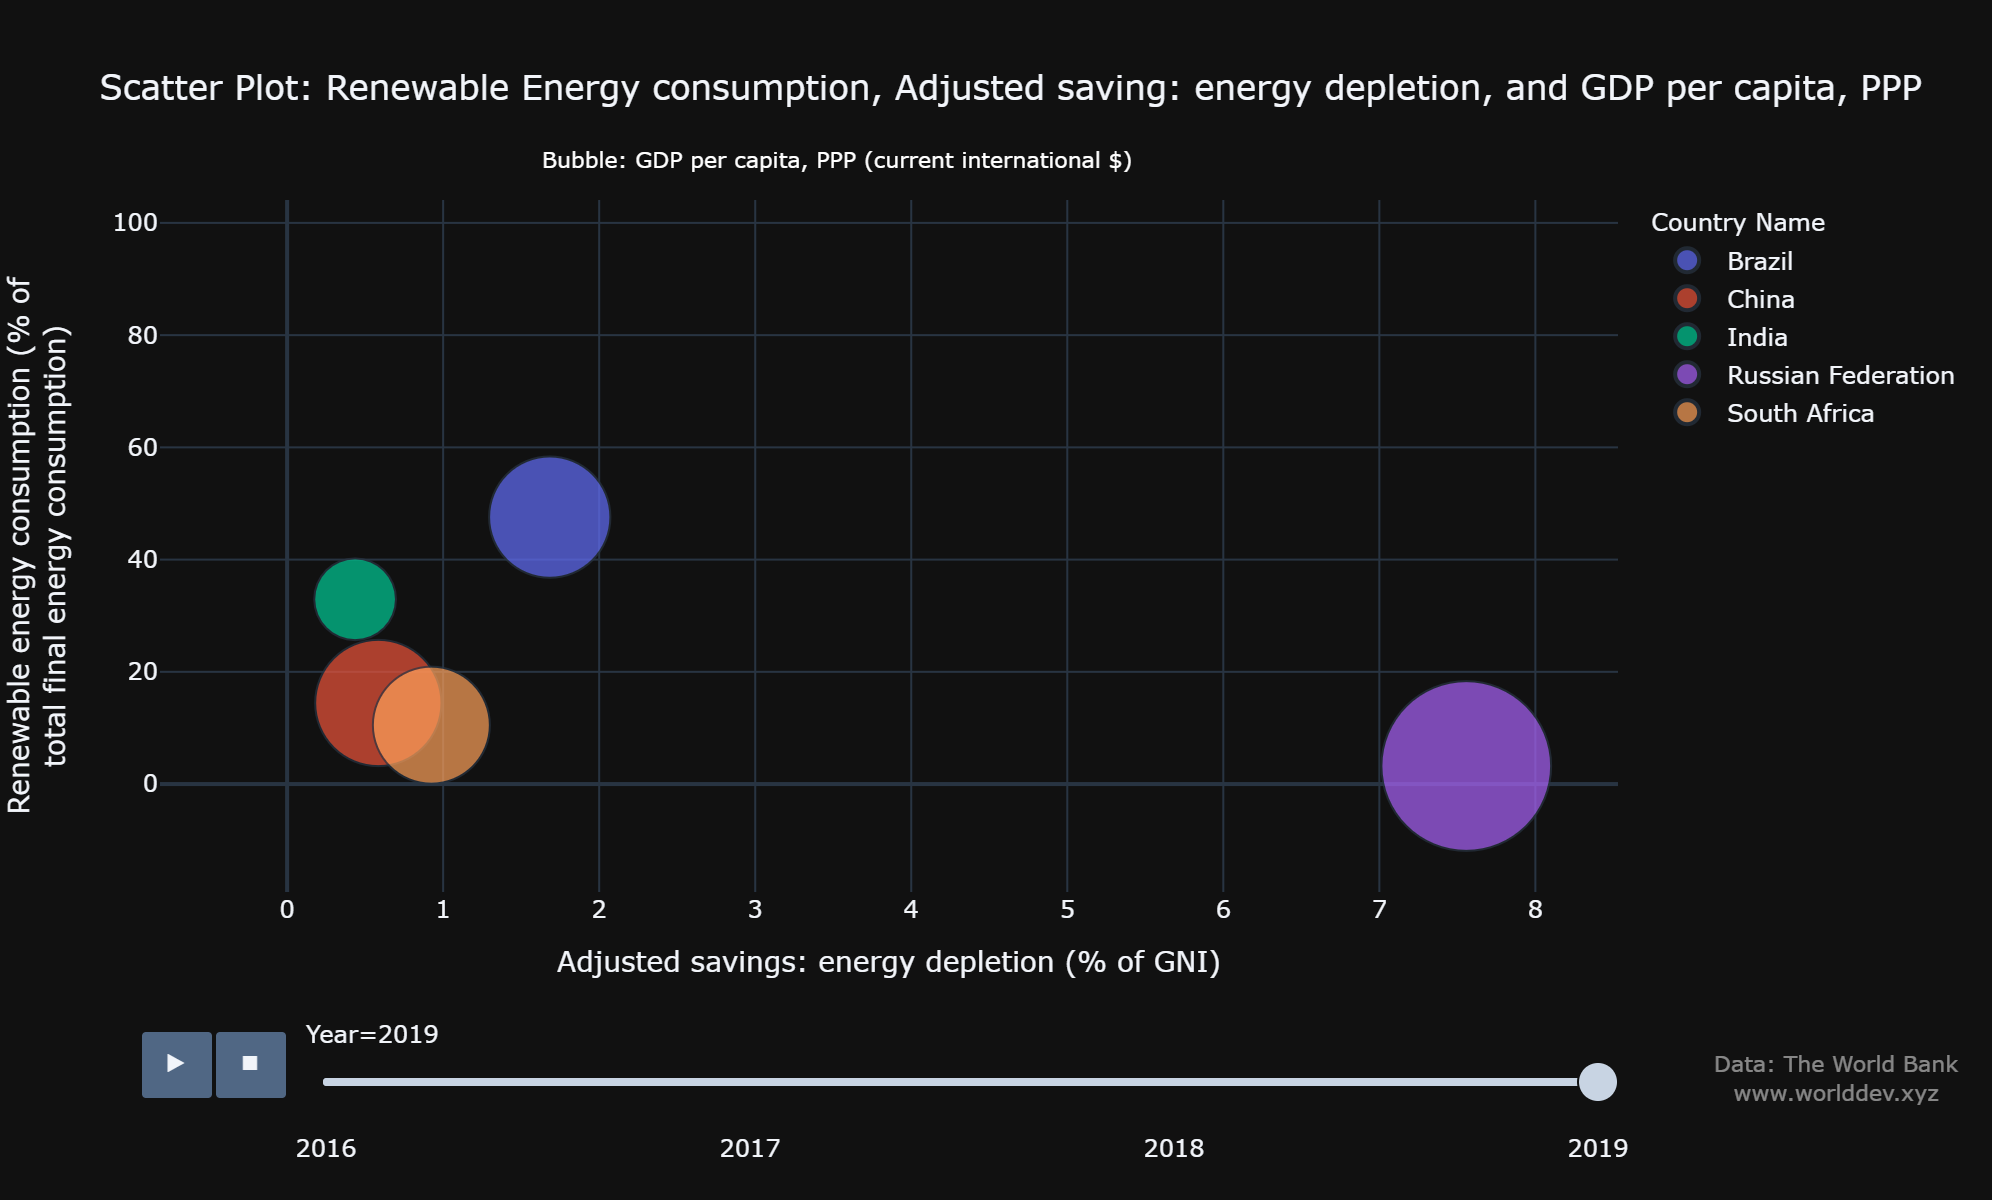 Scatter Plot: Renewable Energy consumption, Adjusted saving: energy depletion, and GDP per capita, PPP
Bubble: GDP per capita, PPP (current international $)
100
80
60
40
20
0
Renewable energy consumption (% of
total final energy consumption)
0 1 2 3 4 5 6 7 8
Adjusted savings: energy depletion (% of GNI)
Country Name
Brazil
China
India
Russian Federation
South Africa
Year=2019
2016 2017 2018 2019
Data: The World Bank
www.worlddev.xyz